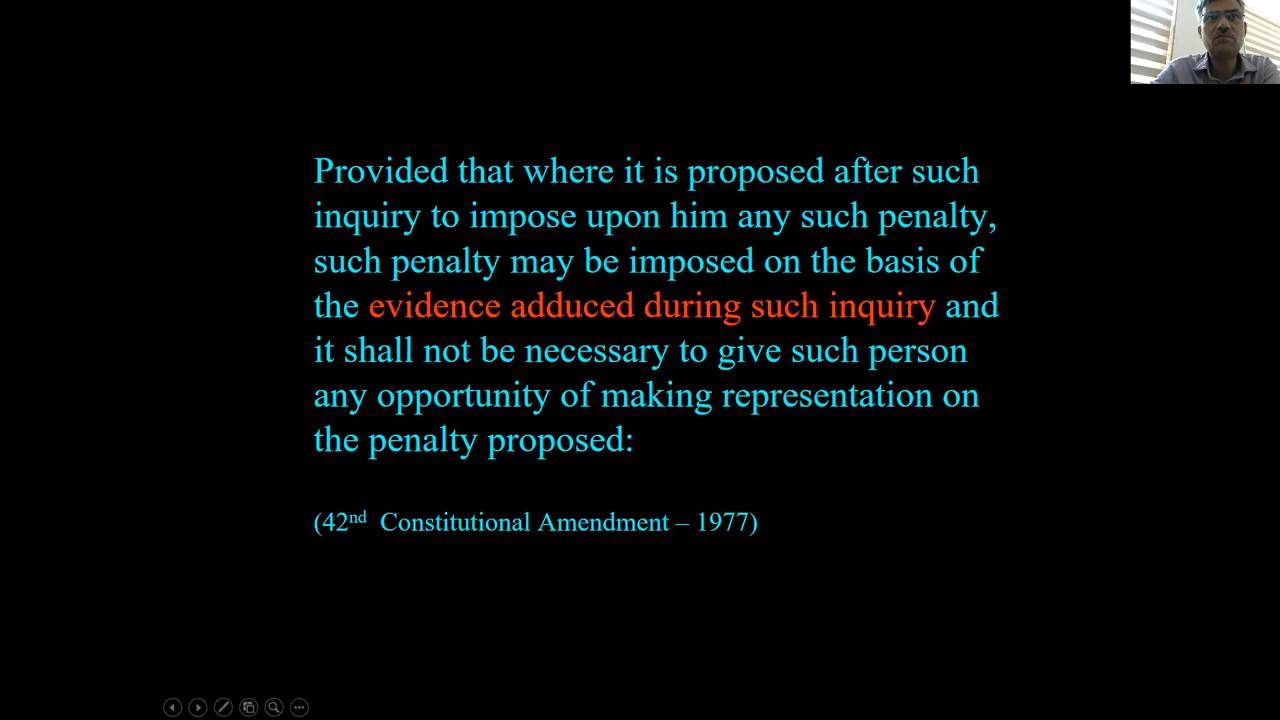 Provided that where it is proposed after such
inquiry to impose upon him any such penalty,
such penalty may be imposed on the basis of
the evidence adduced during such inquiry and
it shall not be necessary to give such person
any opportunity of making representation on
the penalty proposed:
(42nd Constitutional Amendment – 1977)